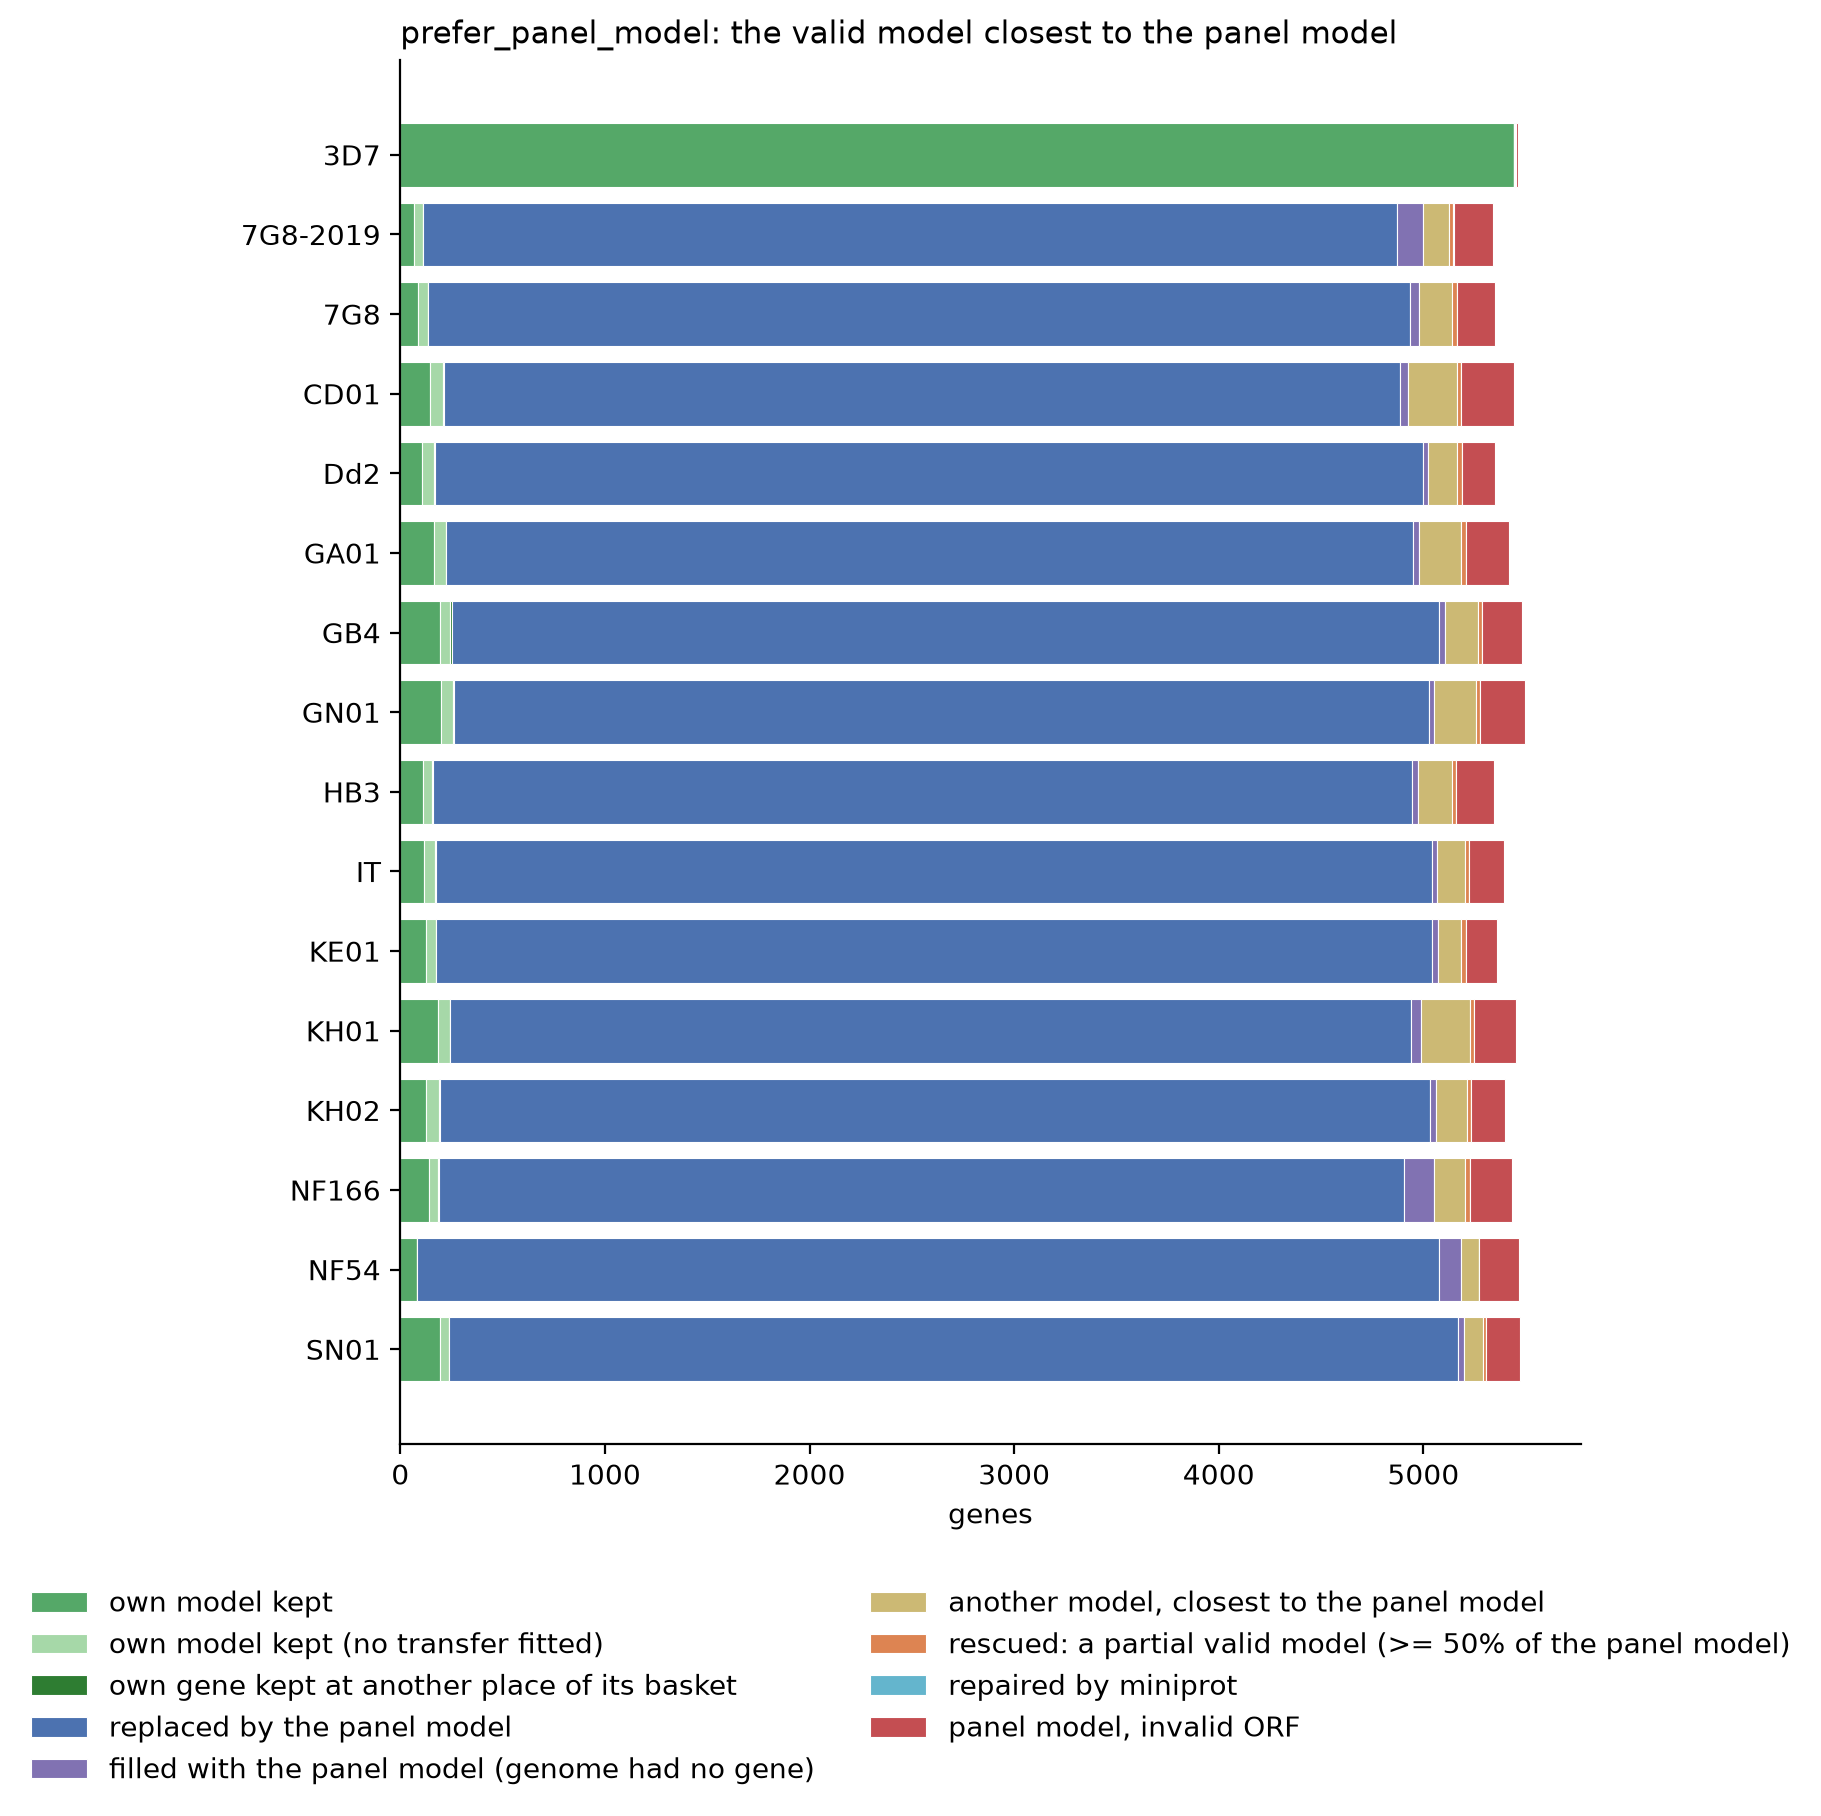 prefer_panel_model: the valid model closest to the panel model
3D7
7G8-2019
7G8
CD01
Dd2
GA01
GB4
GN01
HB3
IT
KE01
KH01
KH02
NF166
NF54
SN01
0 1000 2000 3000 4000 5000
genes
own model kept
own model kept (no transfer fitted)
own gene kept at another place of its basket
replaced by the panel model
filled with the panel model (genome had no gene)
another model, closest to the panel model
rescued: a partial valid model (>= 50% of the panel model)
repaired by miniprot
panel model, invalid ORF